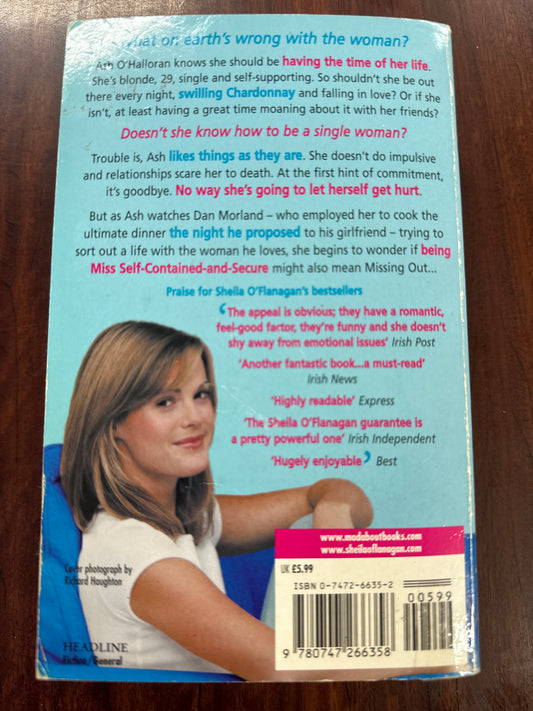 What on earth's wrong with the woman?
Ash O'Halloran knows she should be having the time of her life.
She's blonde, 29, single and self-supporting. So shouldn't she be out
there every night, swilling Chardonnay and falling in love? Or if she
isn't, at least having a great time moaning about it with her friends?
Doesn't she know how to be a single woman?
Trouble is, Ash likes things as they are. She doesn't do impulsive
and relationships scare her to death. At the first hint of commitment,
it's goodbye. No way she's going to let herself get hurt.
But as Ash watches Dan Morland – who employed her to cook the
ultimate dinner the night he proposed to his girlfriend – trying to
sort out a life with the woman he loves, she begins to wonder if being
Miss Self-Contained-and-Secure might also mean Missing Out...
Praise for Sheila O'Flanagan's bestsellers
‘The appeal is obvious; they have a romantic,
feel-good factor, they're funny and she doesn't
shy away from emotional issues’ Irish Post
‘Another fantastic book...a must-read’
Irish News
‘Highly readable’ Express
‘The Sheila O'Flanagan guarantee is
a pretty powerful one’ Irish Independent
‘Hugely enjoyable’ Best
www.madaboutbooks.com
www.sheilaoflanagan.com
Cover photograph by
Richard Houghton
UK £5.99
ISBN 0-7472-6635-2
00599
9 780747 266358
HEADLINE
Fiction/General